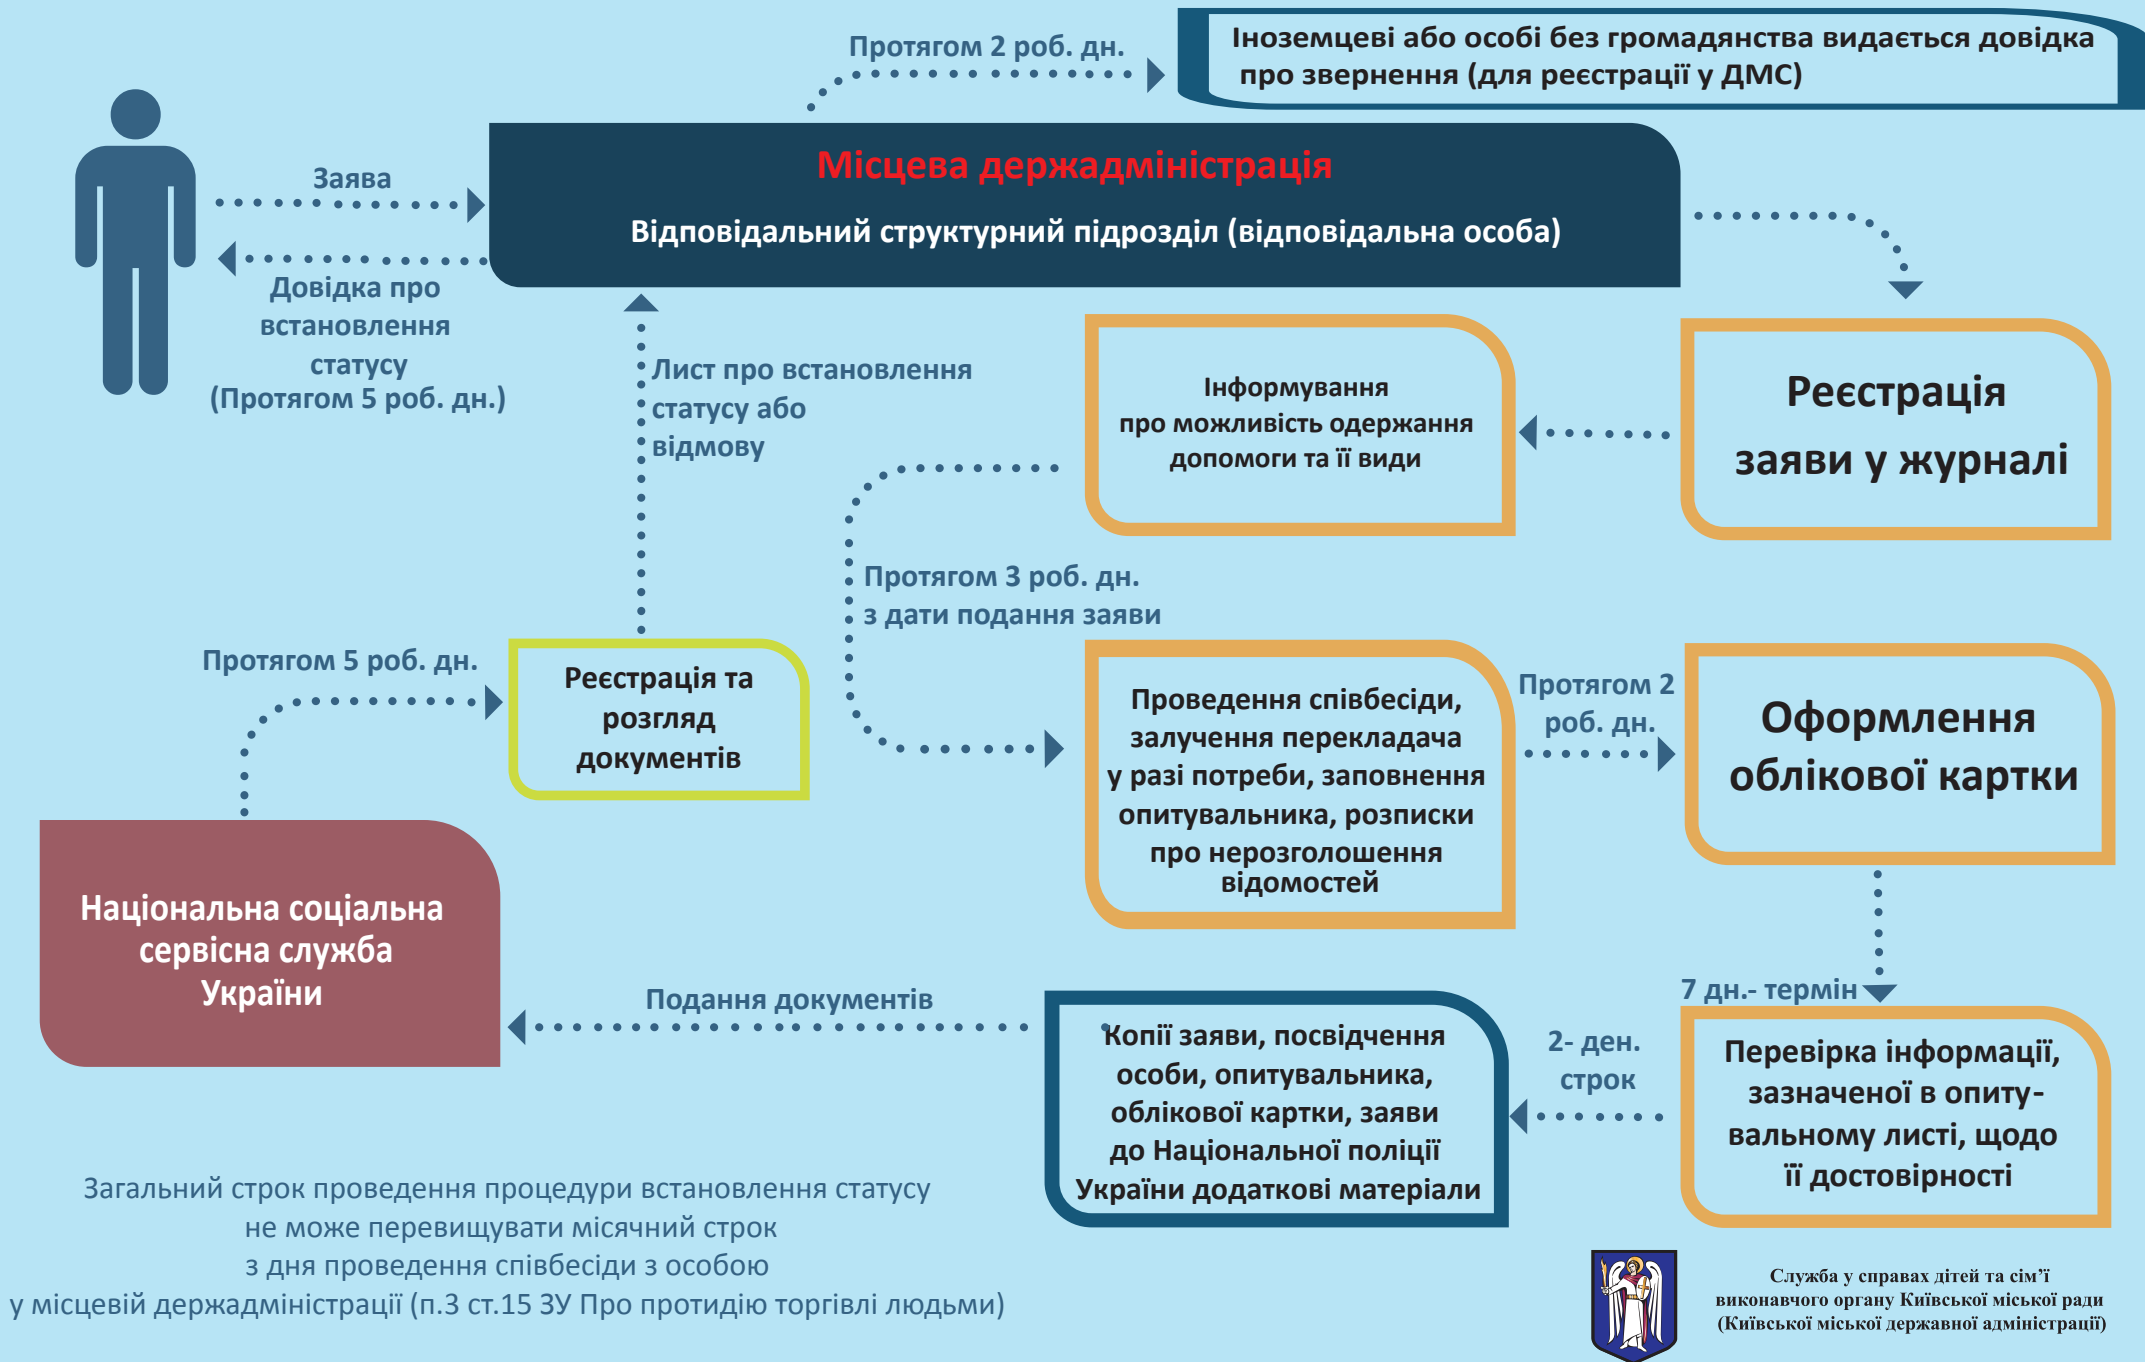 Протягом 2 роб. дн.
Іноземцеві або особі без громадянства видається довідка
про звернення (для реєстрації у ДМС)
Заява
Місцева держадміністрація
Відповідальний структурний підрозділ (відповідальна особа)
Довідка про
встановлення
статусу
(Протягом 5 роб. дн.)
Лист про встановлення
статусу або
відмову
Інформування
про можливість одержання
допомоги та її види
Реєстрація
заяви у журналі
Протягом 3 роб. дн.
з дати подання заяви
Протягом 5 роб. дн.
Реєстрація та
розгляд
документів
Проведення співбесіди,
залучення перекладача
у разі потреби, заповнення
опитувальника, розписки
про нерозголошення
відомостей
Протягом 2
роб. дн.
Оформлення
облікової картки
Національна соціальна
сервісна служба
України
Подання документів
Копії заяви, посвідчення
особи, опитувальника,
облікової картки, заяви
до Національної поліції
України додаткові матеріали
2- ден.
строк
7 дн.- термін
Перевірка інформації,
зазначеної в опиту-
вальному листі, щодо
її достовірності
Загальний строк проведення процедури встановлення статусу
не може перевищувати місячний строк
з дня проведення співбесіди з особою
у місцевій держадміністрації (п.3 ст.15 ЗУ Про протидію торгівлі людьми)
Служба у справах дітей та сім’ї
виконавчого органу Київської міської ради
(Київської міської державної адміністрації)